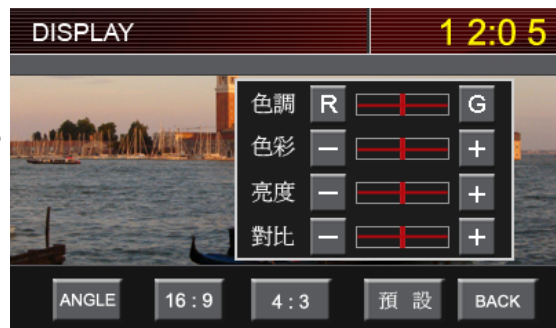 DISPLAY 12:05
色調 R G
色彩 － +
亮度 － +
對比 － +
ANGLE 16:9 4:3 預設 BACK